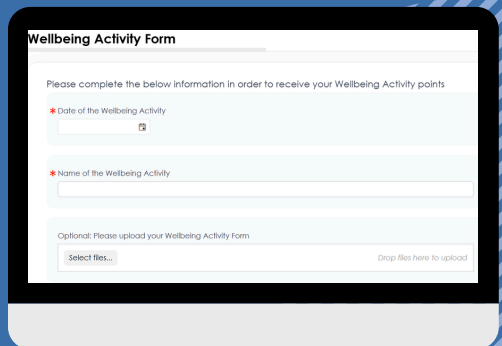 Wellbeing Activity Form
Please complete the below information in order to receive your Wellbeing Activity points
* Date of the Wellbeing Activity
* Name of the Wellbeing Activity
Optional: Please upload your Wellbeing Activity Form
Select files... Drop files here to upload